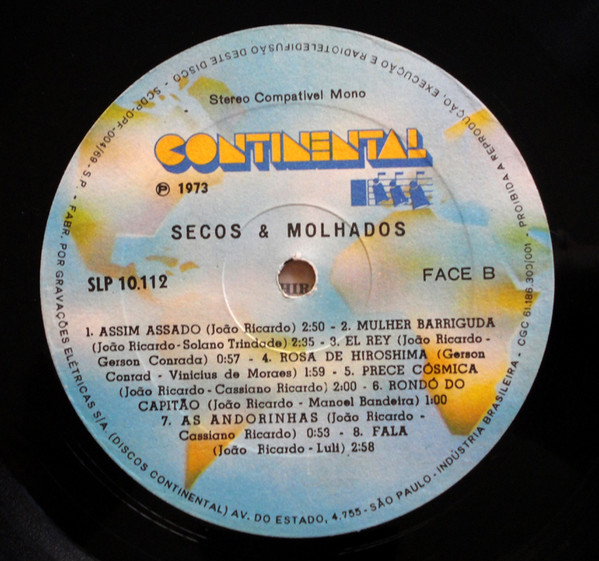 PROIBIDA A REPRODUÇÃO, EXECUÇÃO E RADIOTELEDIFUSÃO DESTE DISCO - SCDP-DPF-004/69-S.P.
Stereo Compatível Mono
CONTINENTAL
Ⓟ 1973
SECOS & MOLHADOS
SLP 10.112
FACE B
HIR
1. ASSIM ASSADO (João Ricardo) 2:50 - 2. MULHER BARRIGUDA
(João Ricardo-Solano Trindade) 2:35 - 3. EL REY (João Ricardo-
Gerson Conrada) 0:57 - 4. ROSA DE HIROSHIMA (Gerson
Conrad - Vinicius de Moraes) 1:59 - 5. PRECE CÓSMICA
(João Ricardo - Cassiano Ricardo) 2:00 - 6. RONDÓ DO
CAPITÃO (João Ricardo - Manoel Bandeira) 1:00
7. AS ANDORINHAS (João Ricardo -
Cassiano Ricardo) 0:53 - 8. FALA
(João Ricardo - Luli) 2:58
FABR. POR GRAVAÇÕES ELÉTRICAS S/A. (DISCOS CONTINENTAL) AV. DO ESTADO, 4.755-SÃO PAULO - INDÚSTRIA BRASILEIRA - CGC 61.186.300/001 -